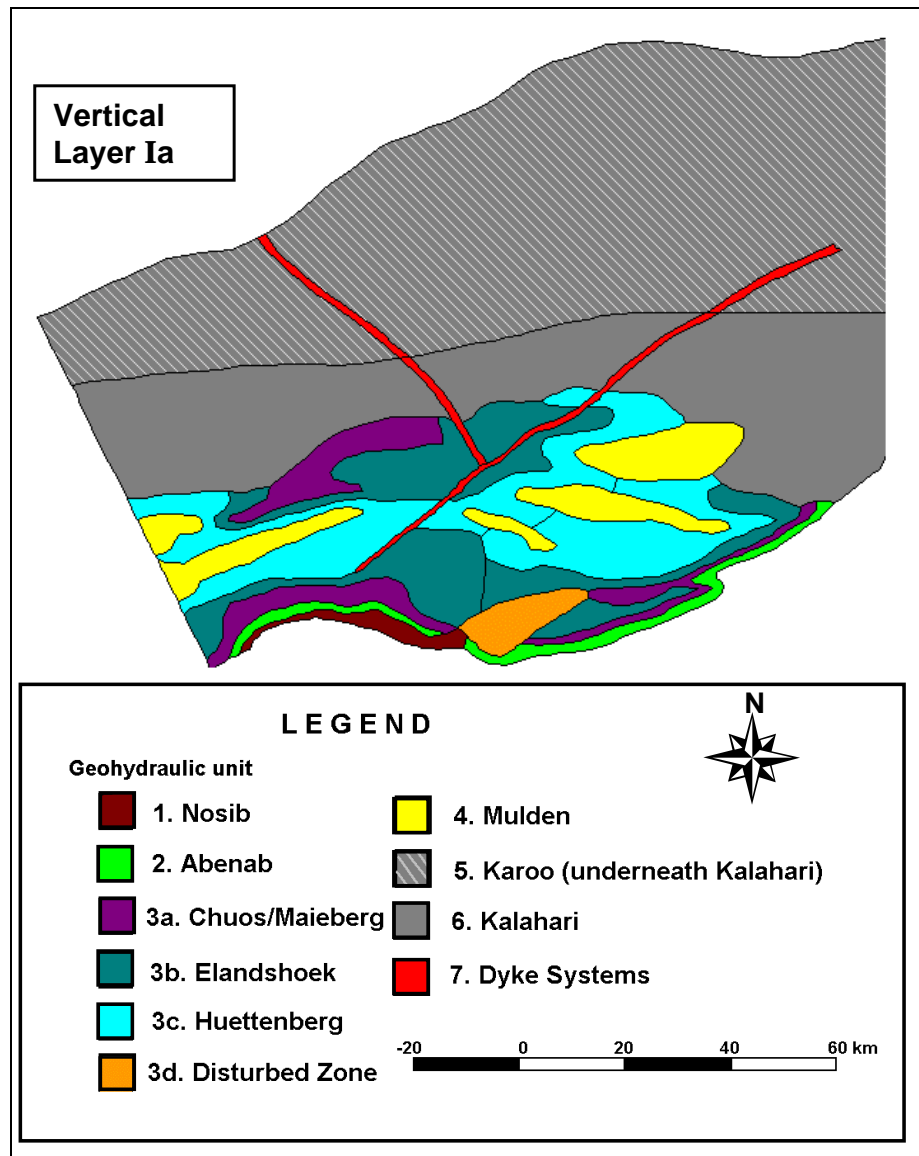 Vertical
Layer Ia
LEGEND
N
Geohydraulic unit
1. Nosib
2. Abenab
3a. Chuos/Maieberg
3b. Elandshoek
3c. Huettenberg
3d. Disturbed Zone
4. Mulden
5. Karoo (underneath Kalahari)
6. Kalahari
7. Dyke Systems
-20 0 20 40 60 km